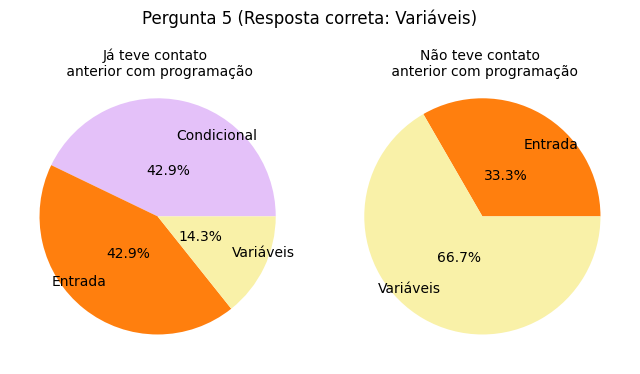 Pergunta 5 (Resposta correta: Variáveis)
Já teve contato
anterior com programação
Condicional
42.9%
14.3%
Variáveis
42.9%
Entrada
Não teve contato
anterior com programação
Entrada
33.3%
66.7%
Variáveis